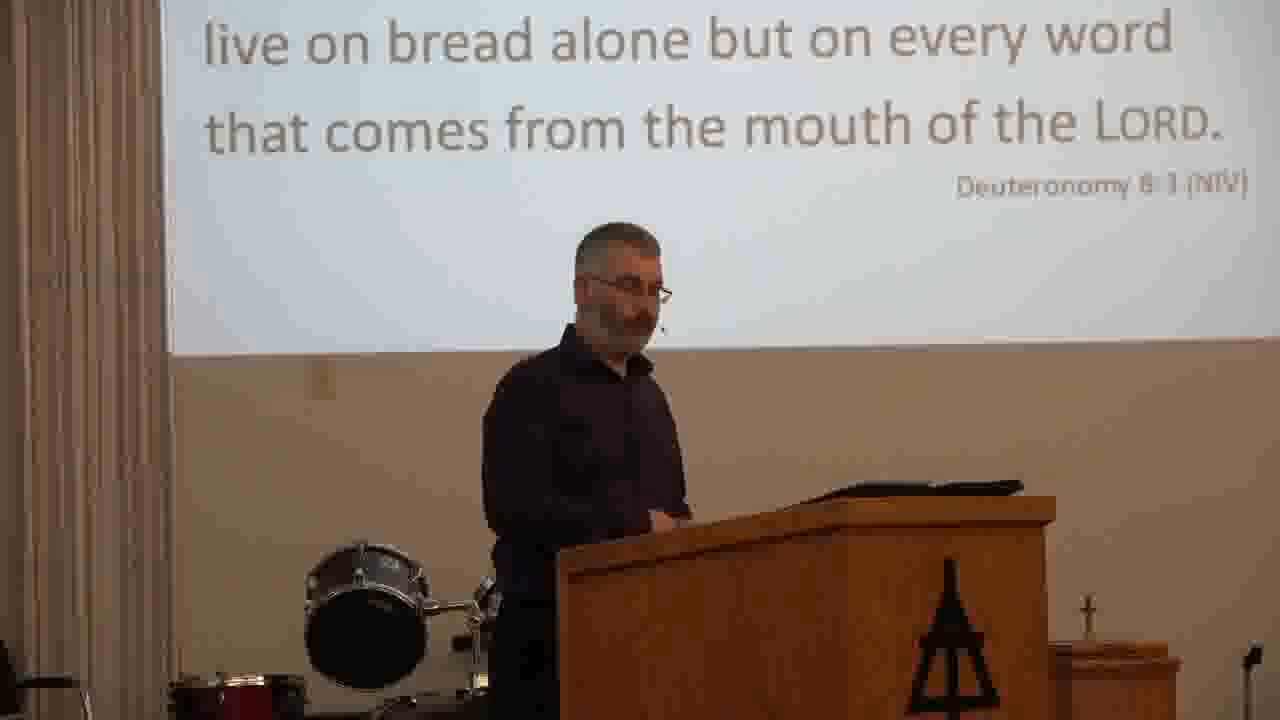 live on bread alone but on every word
that comes from the mouth of the LORD.
Deuteronomy 8:3 (NIV)